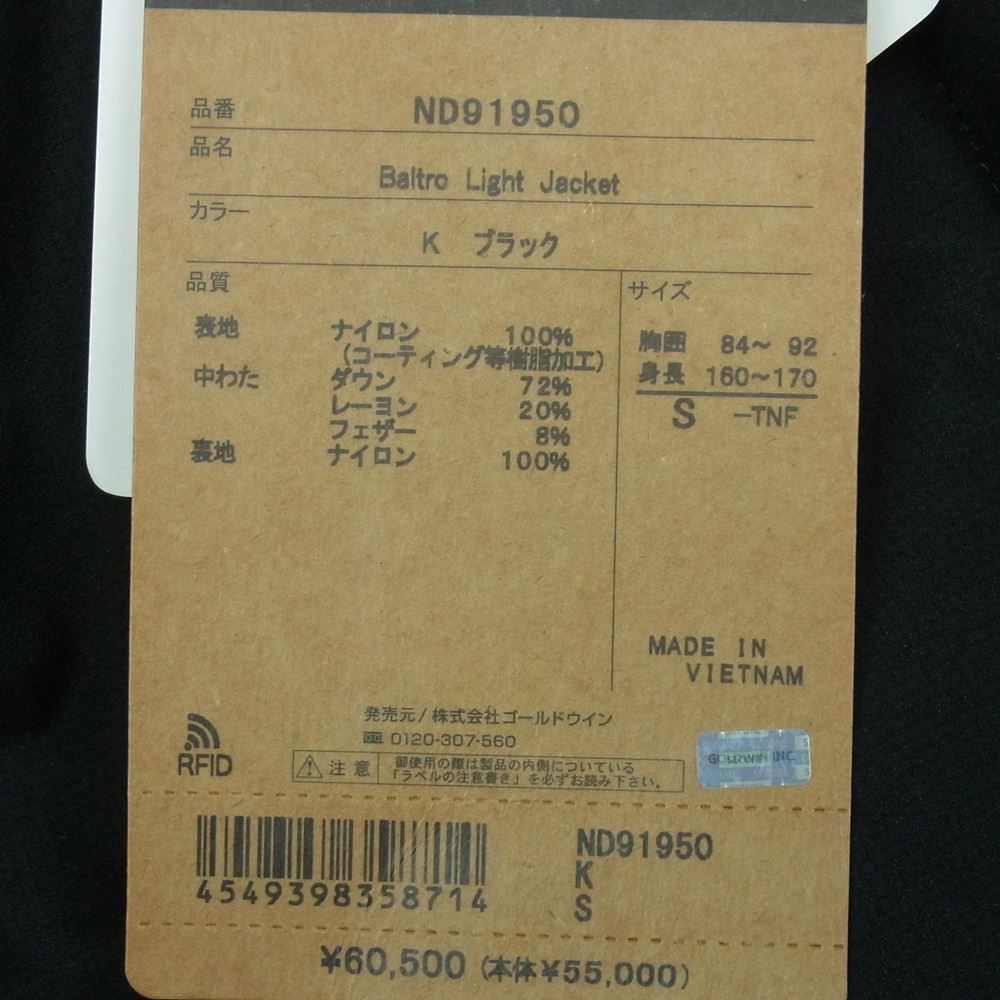 品番 ND91950
品名
Baltro Light Jacket
カラー
K ブラック
品質
表地 ナイロン 100%
(コーティング等樹脂加工)
中わた ダウン 72%
レーヨン 20%
フェザー 8%
裏地 ナイロン 100%
サイズ
胸囲 84～ 92
身長 160～170
S -TNF
MADE IN
VIETNAM
発売元/株式会社ゴールドウイン
0120-307-560
RFID
注意
御使用の際は製品の内側についている
「ラベルの注意書き」を必ずお読み下さい。
INC.
4549398358714
ND91950
K
S
¥60,500 (本体¥55,000)